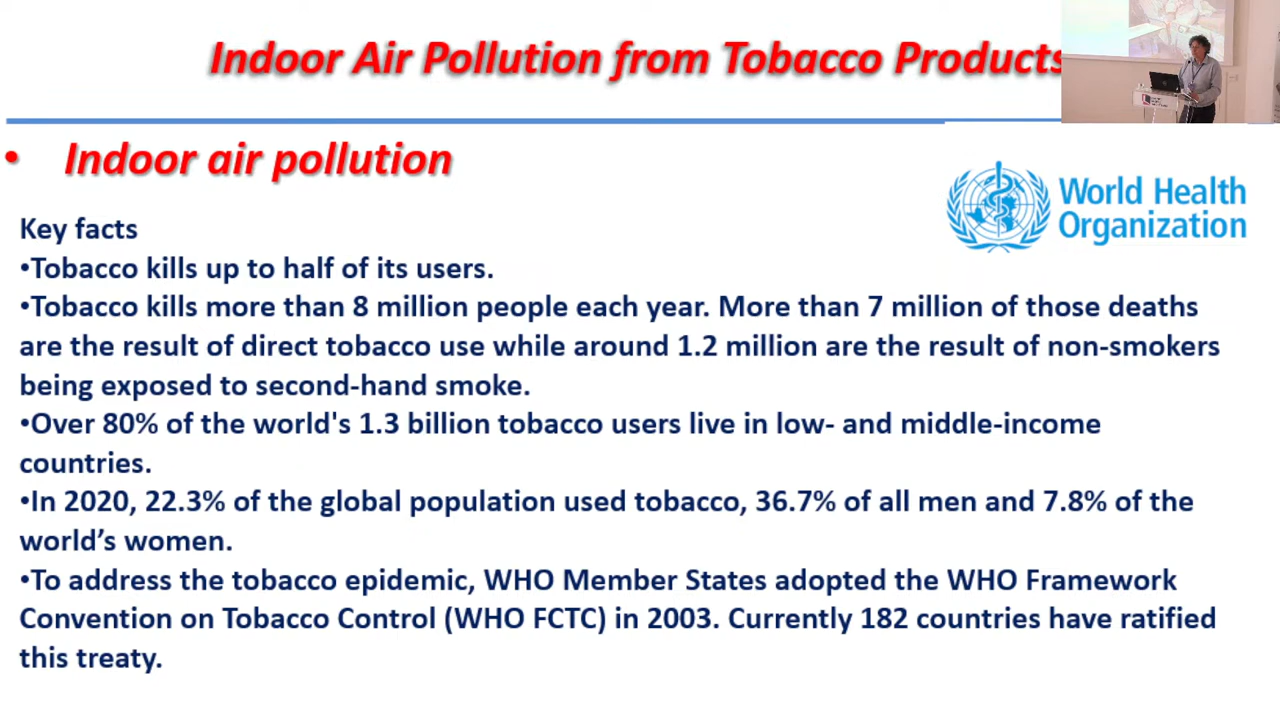 Indoor Air Pollution from Tobacco Products
• Indoor air pollution
World Health
Organization
Key facts
•Tobacco kills up to half of its users.
•Tobacco kills more than 8 million people each year. More than 7 million of those deaths
are the result of direct tobacco use while around 1.2 million are the result of non-smokers
being exposed to second-hand smoke.
•Over 80% of the world's 1.3 billion tobacco users live in low- and middle-income
countries.
•In 2020, 22.3% of the global population used tobacco, 36.7% of all men and 7.8% of the
world’s women.
•To address the tobacco epidemic, WHO Member States adopted the WHO Framework
Convention on Tobacco Control (WHO FCTC) in 2003. Currently 182 countries have ratified
this treaty.